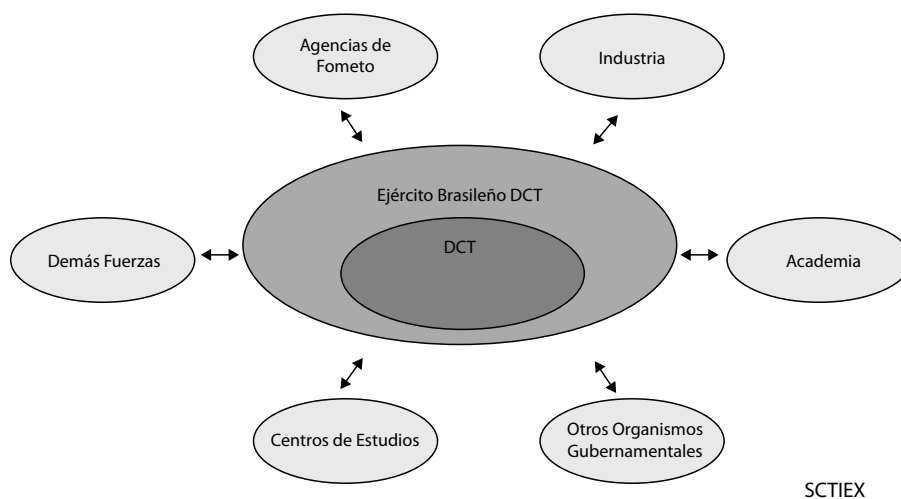 Agencias de
Fometo
Industria
Ejército Brasileño DCT
DCT
Demás Fuerzas
Academia
Centros de Estudios
Otros Organismos
Gubernamentales
SCTIEX